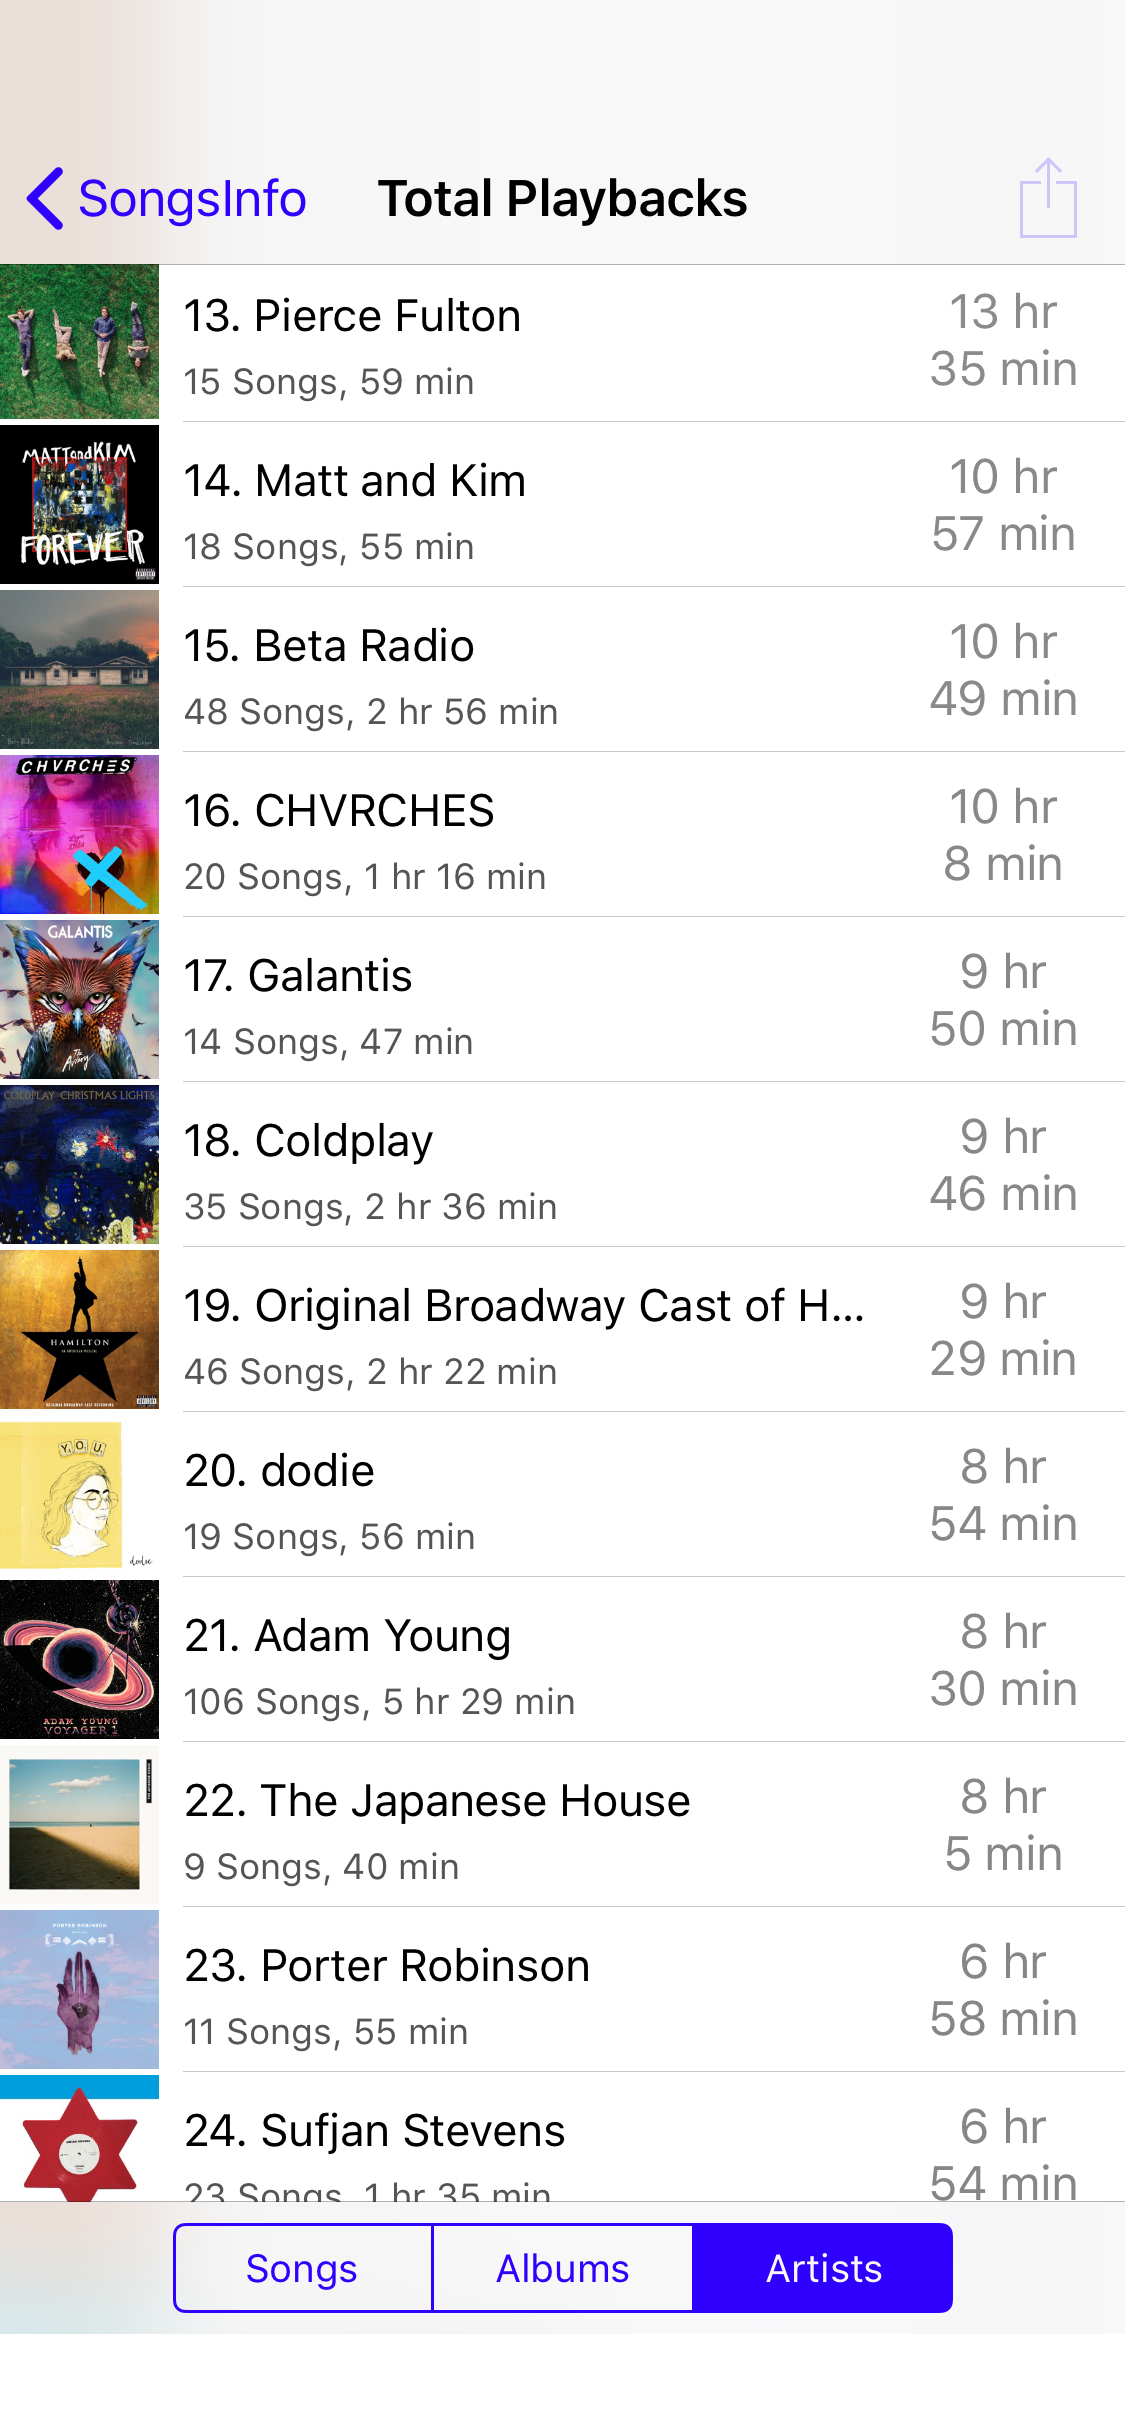 SongsInfo
Total Playbacks
13. Pierce Fulton
15 Songs, 59 min
13 hr
35 min
MATT and KIM
FOREVER
14. Matt and Kim
18 Songs, 55 min
10 hr
57 min
15. Beta Radio
48 Songs, 2 hr 56 min
10 hr
49 min
CHVRCHES
16. CHVRCHES
20 Songs, 1 hr 16 min
10 hr
8 min
GALANTIS
The
Aviary
17. Galantis
14 Songs, 47 min
9 hr
50 min
COLDPLAY CHRISTMAS LIGHTS
18. Coldplay
35 Songs, 2 hr 36 min
9 hr
46 min
HAMILTON
19. Original Broadway Cast of H...
46 Songs, 2 hr 22 min
9 hr
29 min
Y.O.U.
dodie
20. dodie
19 Songs, 56 min
8 hr
54 min
ADAM YOUNG
VOYAGER 1
21. Adam Young
106 Songs, 5 hr 29 min
8 hr
30 min
22. The Japanese House
9 Songs, 40 min
8 hr
5 min
PORTER ROBINSON
23. Porter Robinson
11 Songs, 55 min
6 hr
58 min
24. Sufjan Stevens
23 Songs, 1 hr 35 min
6 hr
54 min
Songs
Albums
Artists